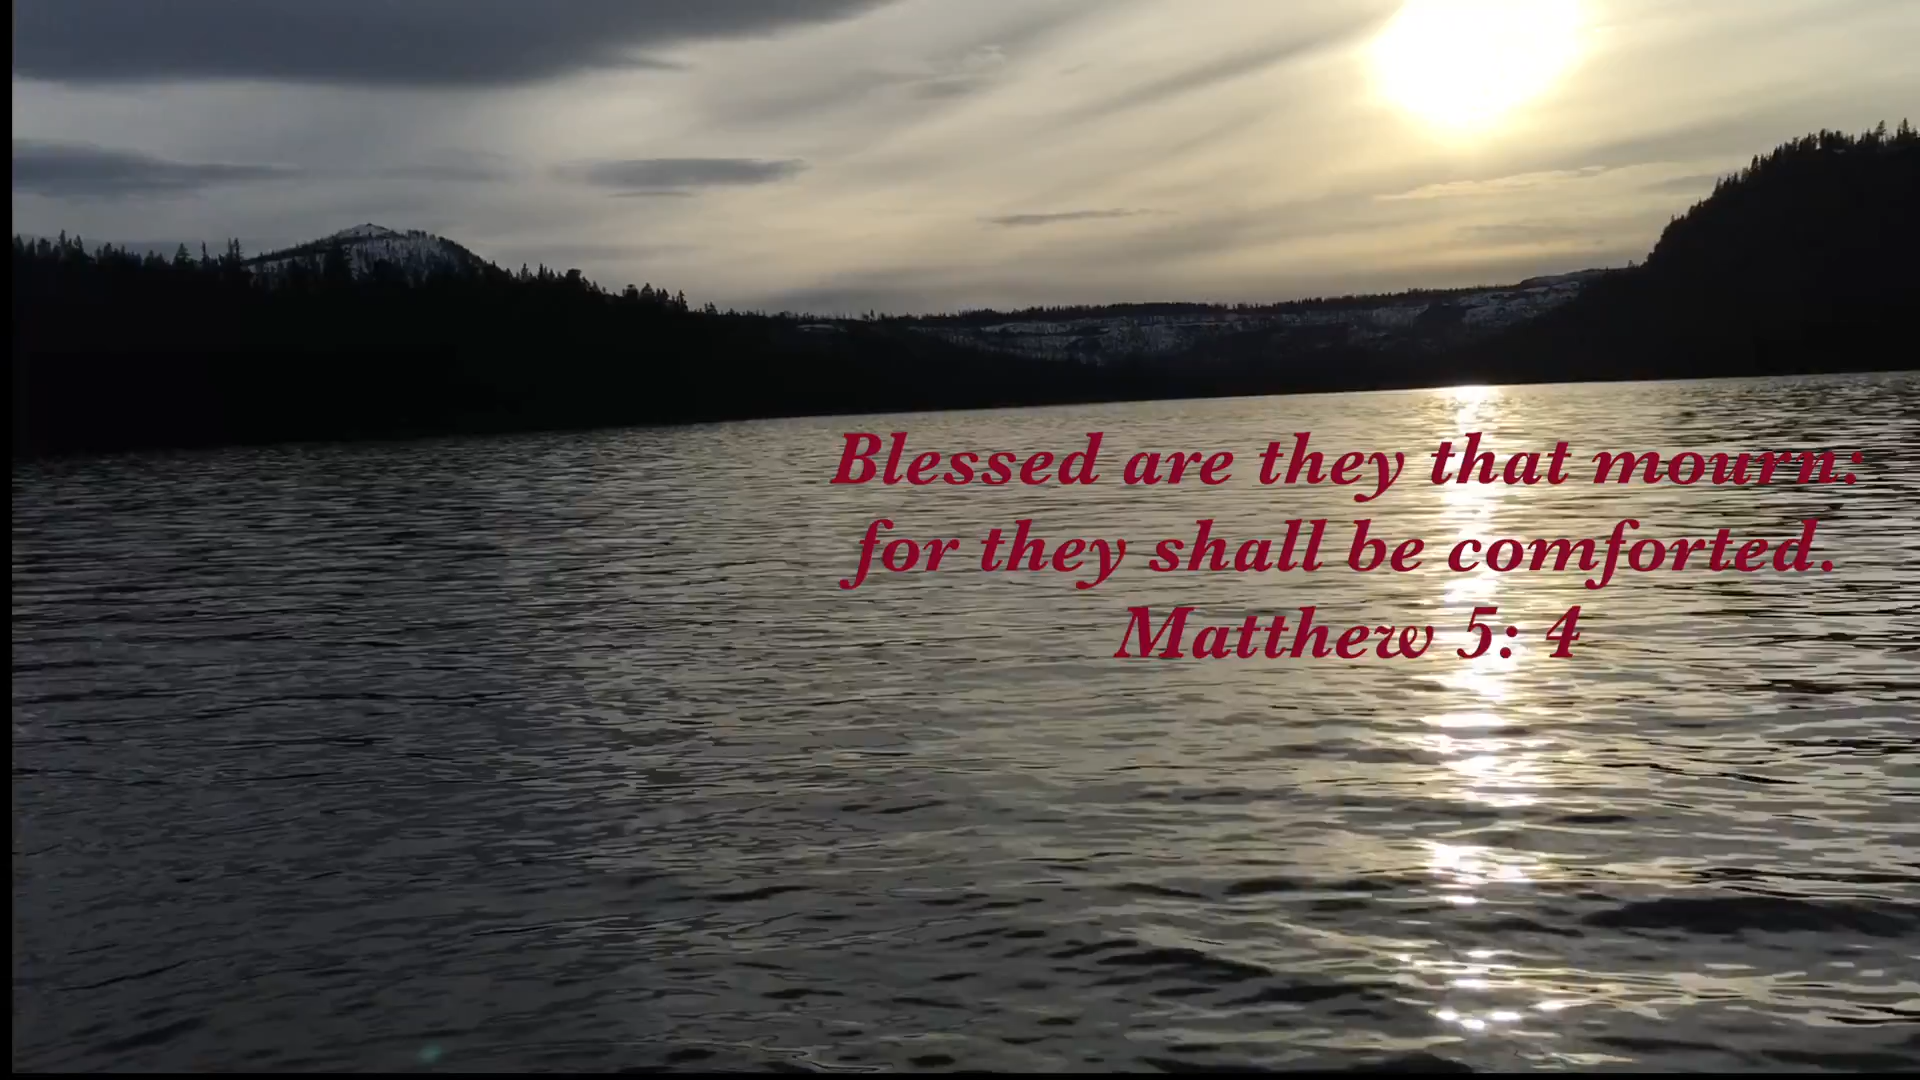 Blessed are they that mourn:
for they shall be comforted.
Matthew 5: 4